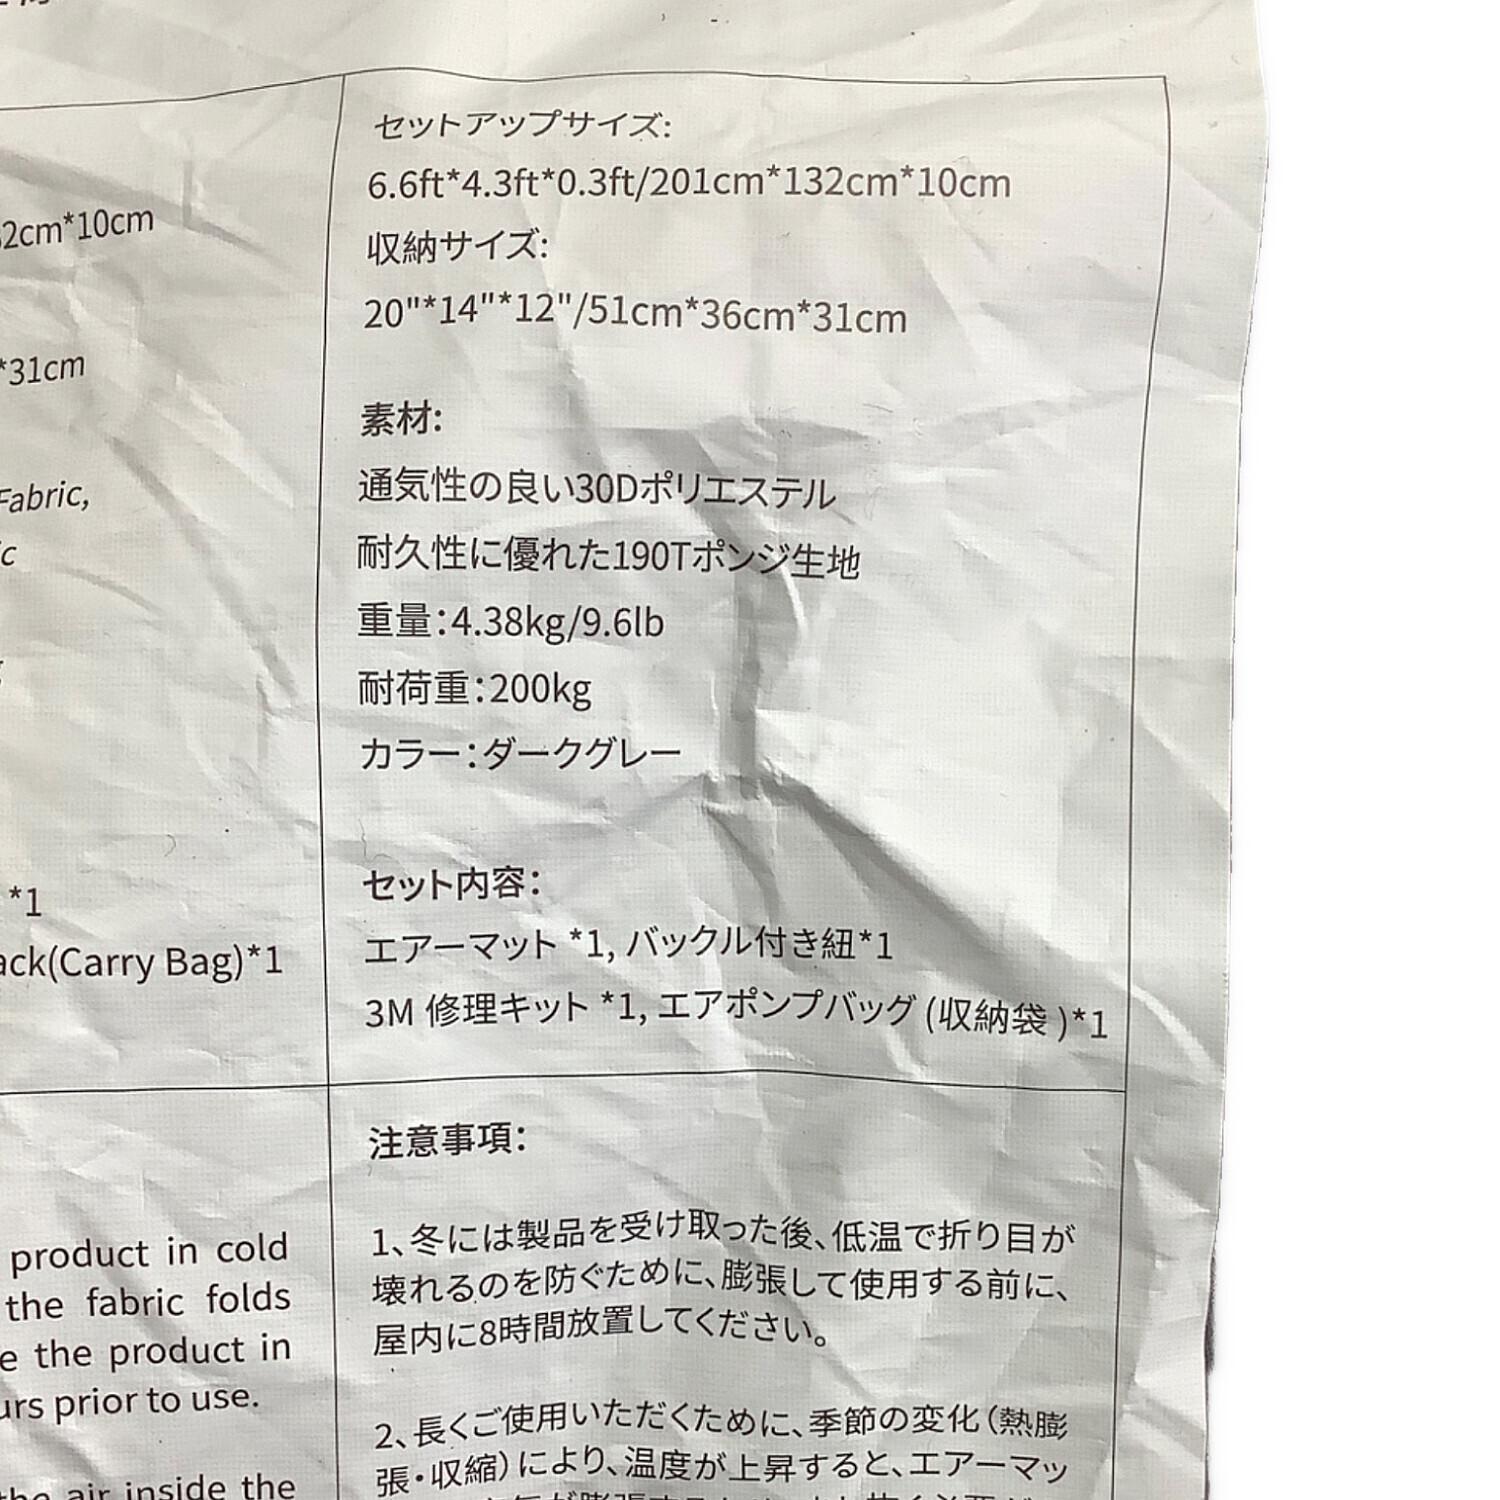 2cm*10cm
*31cm
Fabric,
*1
ack(Carry Bag)*1
セットアップサイズ:
6.6ft*4.3ft*0.3ft/201cm*132cm*10cm
収納サイズ:
20"*14"*12"/51cm*36cm*31cm
素材:
通気性の良い30Dポリエステル
耐久性に優れた190Tポンジ生地
重量：4.38kg/9.6lb
耐荷重：200kg
カラー：ダークグレー
セット内容：
エアーマット *1, バックル付き紐*1
3M 修理キット *1, エアポンプバッグ (収納袋 )*1
product in cold
the fabric folds
e the product in
urs prior to use.
the air inside the
注意事項：
1、冬には製品を受け取った後、低温で折り目が
壊れるのを防ぐために、膨張して使用する前に、
屋内に8時間放置してください。
2、長くご使用いただくために、季節の変化（熱膨
張・収縮）により、温度が上昇すると、エアーマッ